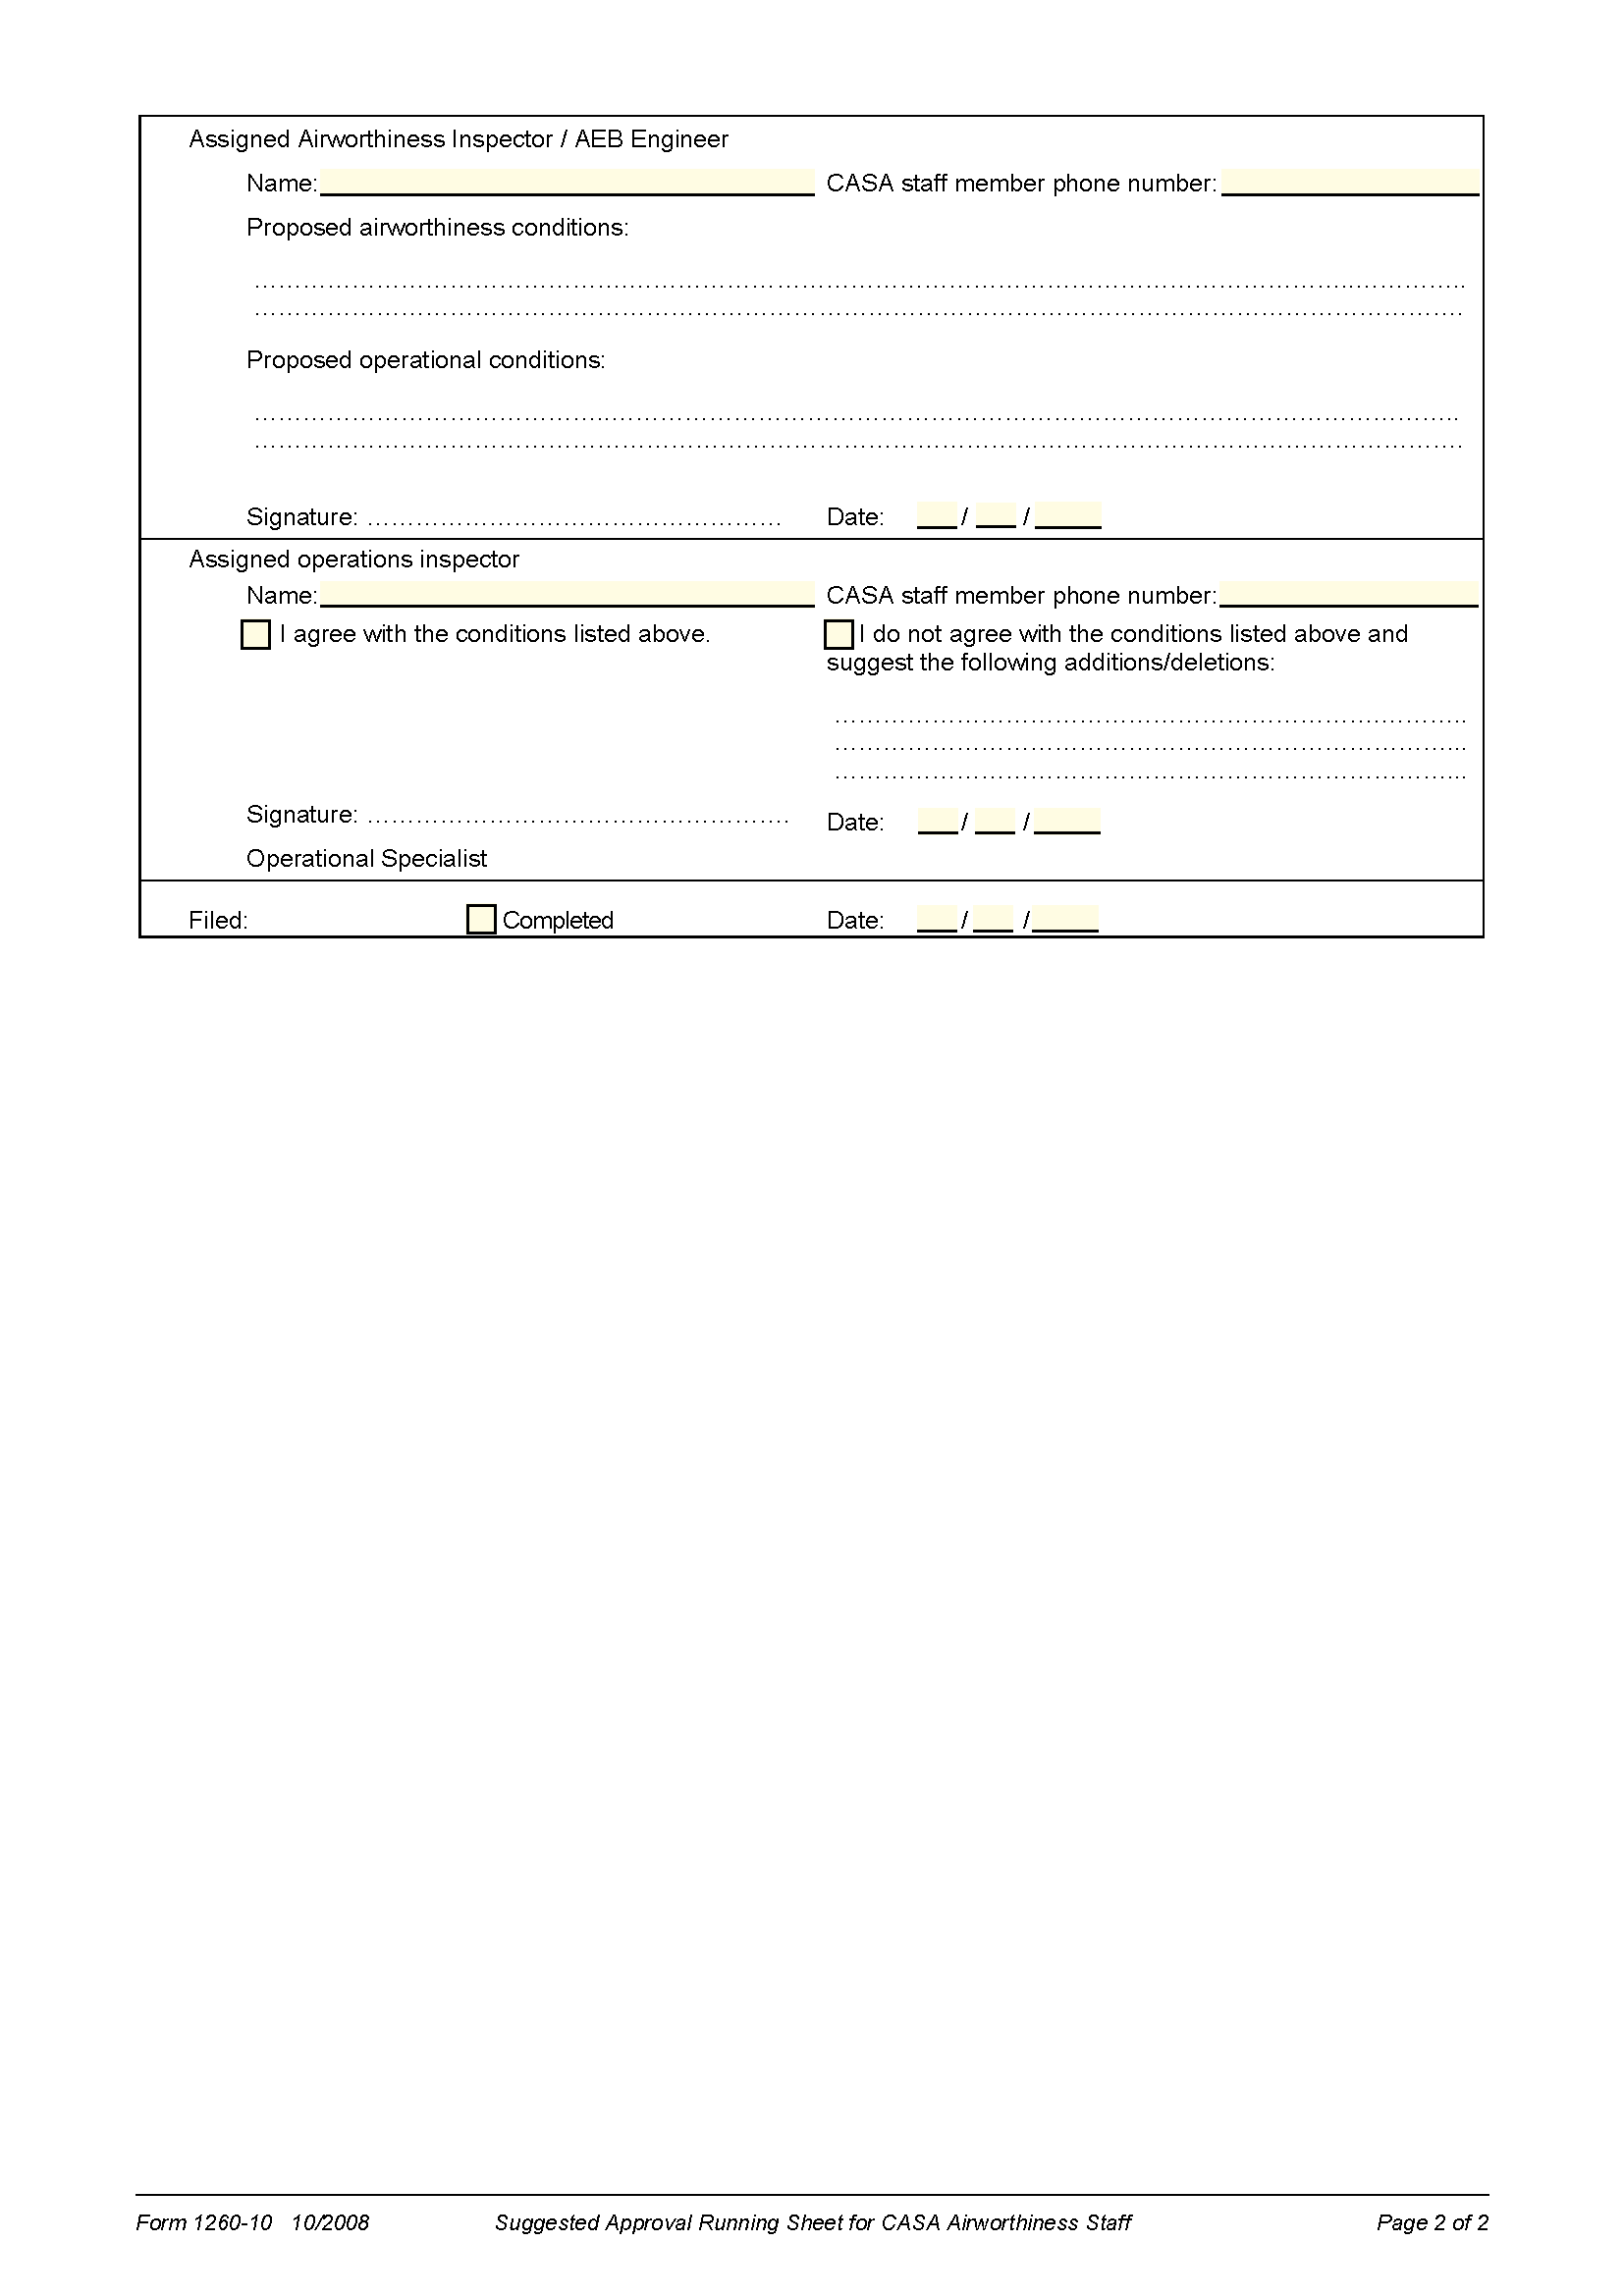 Assigned Airworthiness Inspector / AEB Engineer
Name: CASA staff member phone number:
Proposed airworthiness conditions:
Proposed operational conditions:
Signature: ................................................... Date: / /
Assigned operations inspector
Name: CASA staff member phone number:
I agree with the conditions listed above. I do not agree with the conditions listed above and
suggest the following additions/deletions:
Signature: .................................................... Date: / /
Operational Specialist
Filed: Completed Date: / /
Form 1260-10 10/2008 Suggested Approval Running Sheet for CASA Airworthiness Staff Page 2 of 2